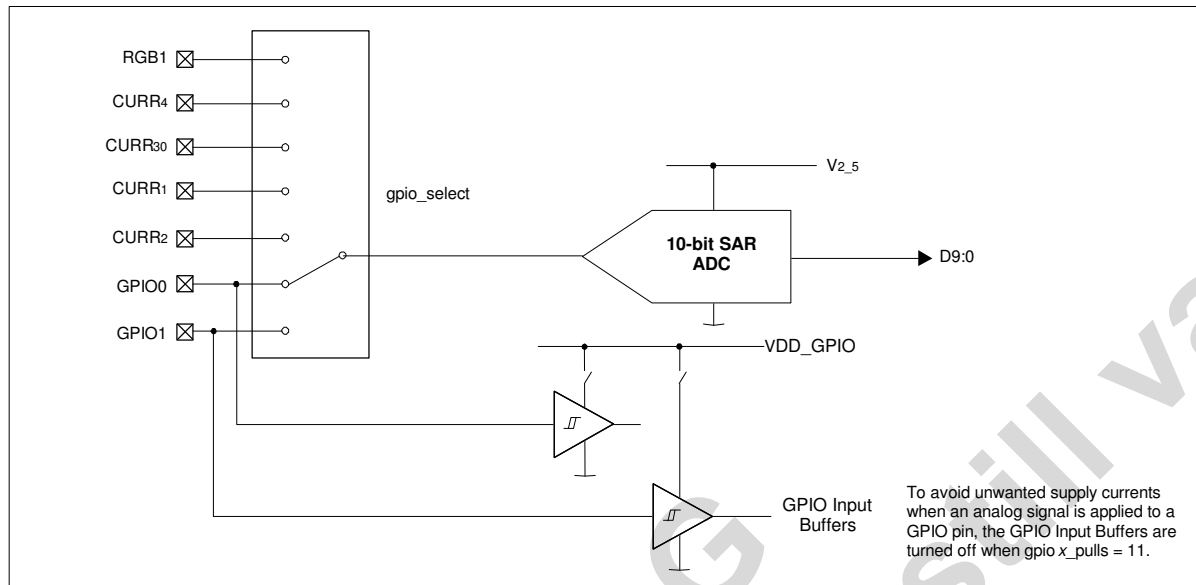 RGB1
CURR4
CURR30
CURR1
CURR2
GPIO0
GPIO1
gpio_select
V2_5
10-bit SAR
ADC
D9:0
VDD_GPIO
GPIO Input
Buffers
To avoid unwanted supply currents
when an analog signal is applied to a
GPIO pin, the GPIO Input Buffers are
turned off when gpio x_pulls = 11.
G
still va